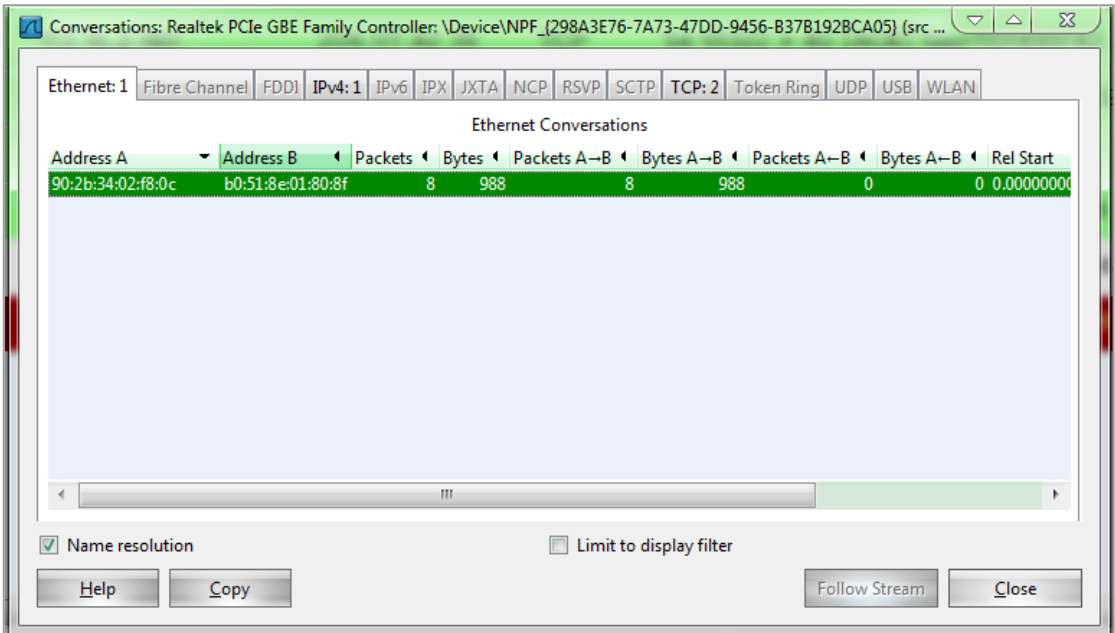 Conversations: Realtek PCIe GBE Family Controller: \Device\NPF_{298A3E76-7A73-47DD-9456-B37B192BCA05} (src ...
Ethernet: 1 Fibre Channel FDDI IPv4: 1 IPv6 IPX JXTA NCP RSVP SCTP TCP: 2 Token Ring UDP USB WLAN
Ethernet Conversations
Address A Address B Packets Bytes Packets A→B Bytes A→B Packets A←B Bytes A←B Rel Start
90:2b:34:02:f8:0c b0:51:8e:01:80:8f 8 988 8 988 0 0 0.00000000
Name resolution Limit to display filter
Help Copy Follow Stream Close